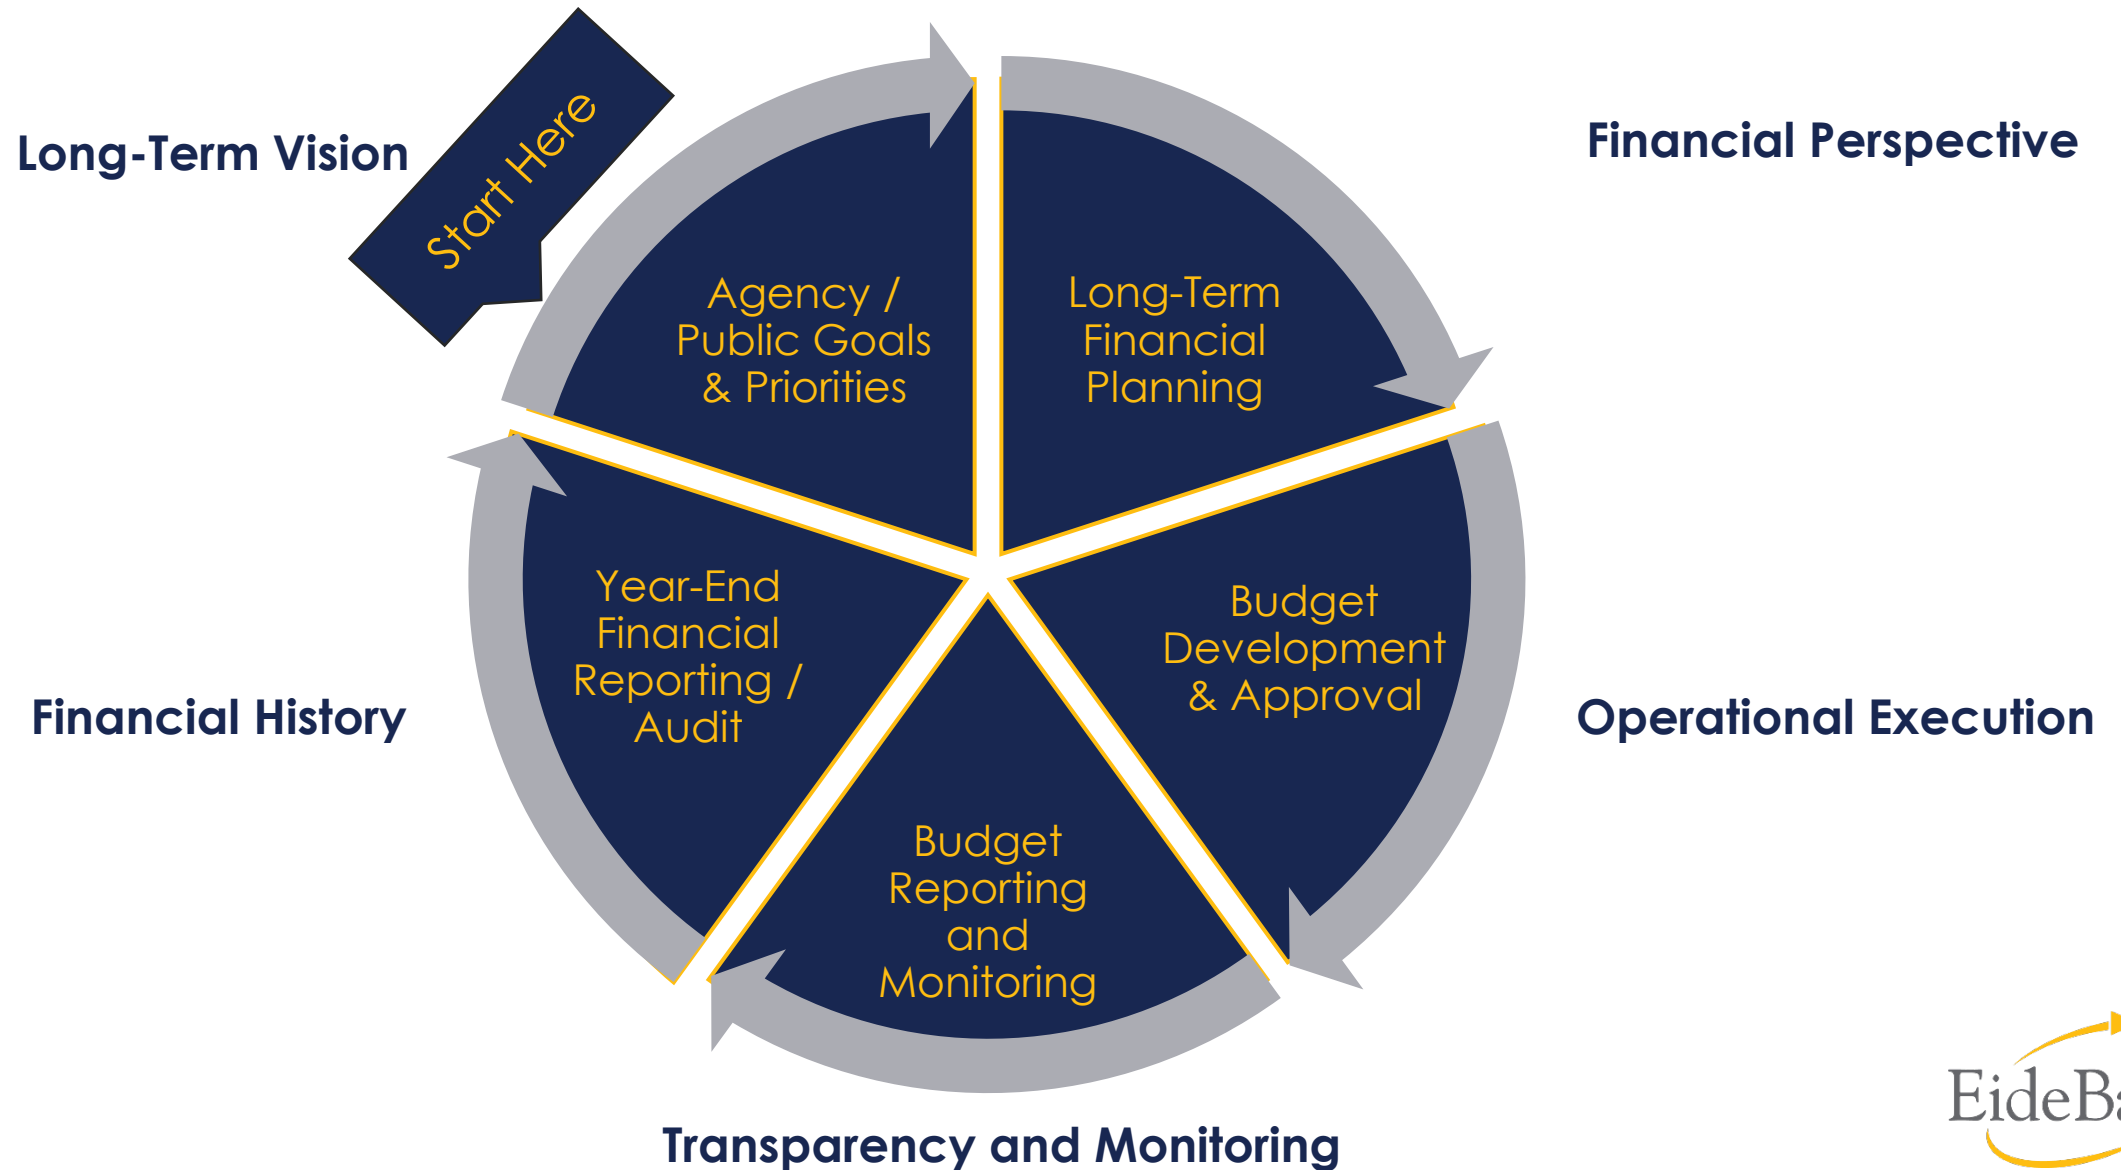 Long-Term Vision
Start Here
Financial Perspective
Agency /
Public Goals
& Priorities
Long-Term
Financial
Planning
Year-End
Financial
Reporting /
Audit
Budget
Development
& Approval
Financial History
Operational Execution
Budget
Reporting
and
Monitoring
Transparency and Monitoring